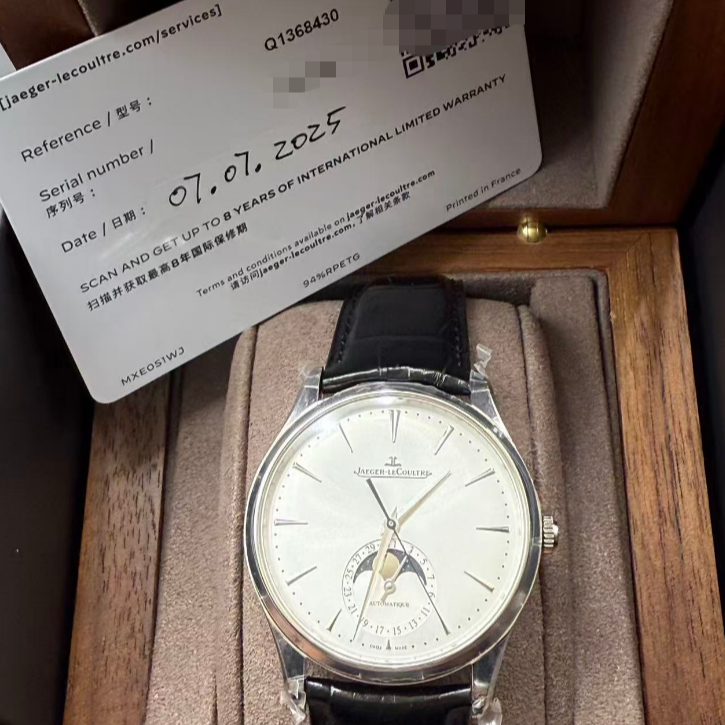 [jaeger-lecoultre.com/services]
Q1368430
Reference / 型号：
Serial number /
序列号：
Date / 日期： 07.07.2025
SCAN AND GET UP TO 8 YEARS OF INTERNATIONAL LIMITED WARRANTY
扫描并获取最高8年国际保修期
Terms and conditions available on jaeger-lecoultre.com
请访问jaeger-lecoultre.com，了解相关条款
Printed in France
94%RPETG
MXE0S1WJ
JAEGER-LECOULTRE
AUTOMATIQUE
SWISS MADE